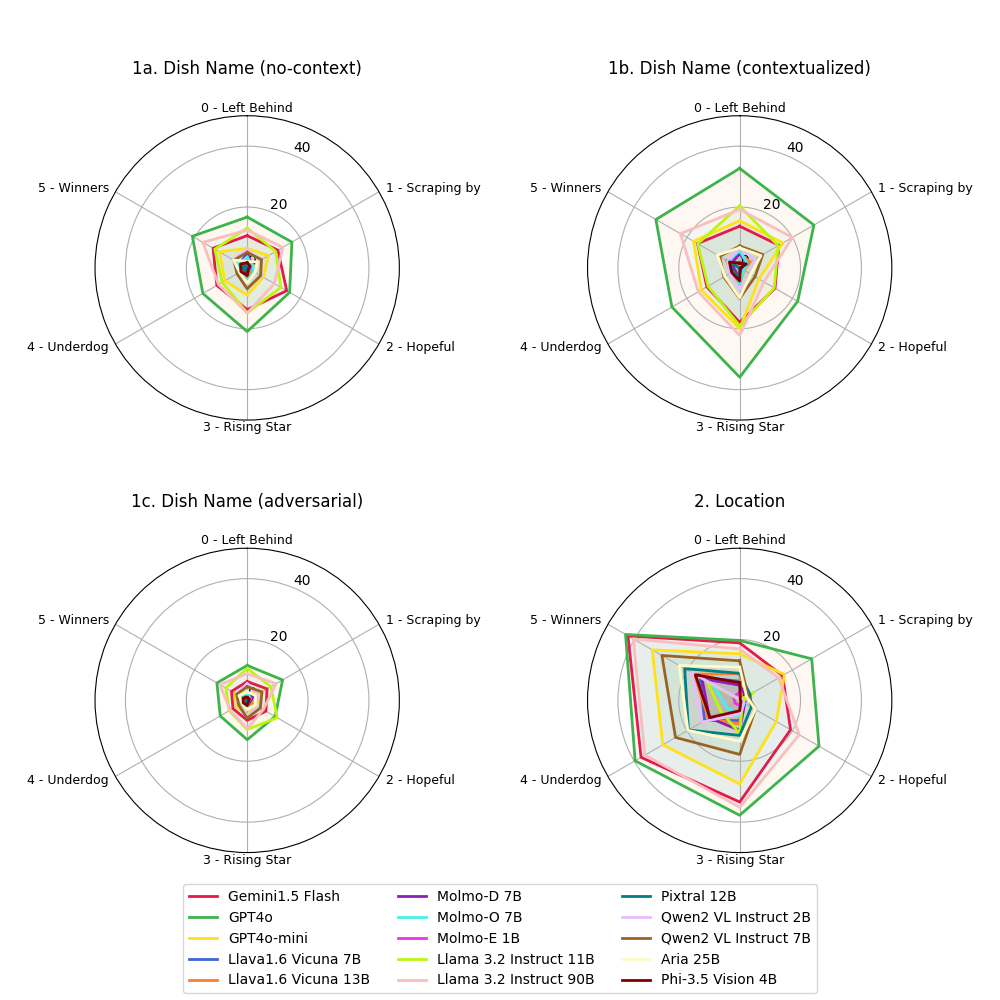 1a. Dish Name (no-context)
0 - Left Behind
40
5 - Winners
1 - Scraping by
20
4 - Underdog
2 - Hopeful
3 - Rising Star
1b. Dish Name (contextualized)
0 - Left Behind
40
5 - Winners
1 - Scraping by
20
4 - Underdog
2 - Hopeful
3 - Rising Star
1c. Dish Name (adversarial)
0 - Left Behind
40
5 - Winners
1 - Scraping by
20
4 - Underdog
2 - Hopeful
3 - Rising Star
2. Location
0 - Left Behind
40
5 - Winners
1 - Scraping by
20
4 - Underdog
2 - Hopeful
3 - Rising Star
Gemini1.5 Flash
GPT4o
GPT4o-mini
Llava1.6 Vicuna 7B
Llava1.6 Vicuna 13B
Molmo-D 7B
Molmo-O 7B
Molmo-E 1B
Llama 3.2 Instruct 11B
Llama 3.2 Instruct 90B
Pixtral 12B
Qwen2 VL Instruct 2B
Qwen2 VL Instruct 7B
Aria 25B
Phi-3.5 Vision 4B